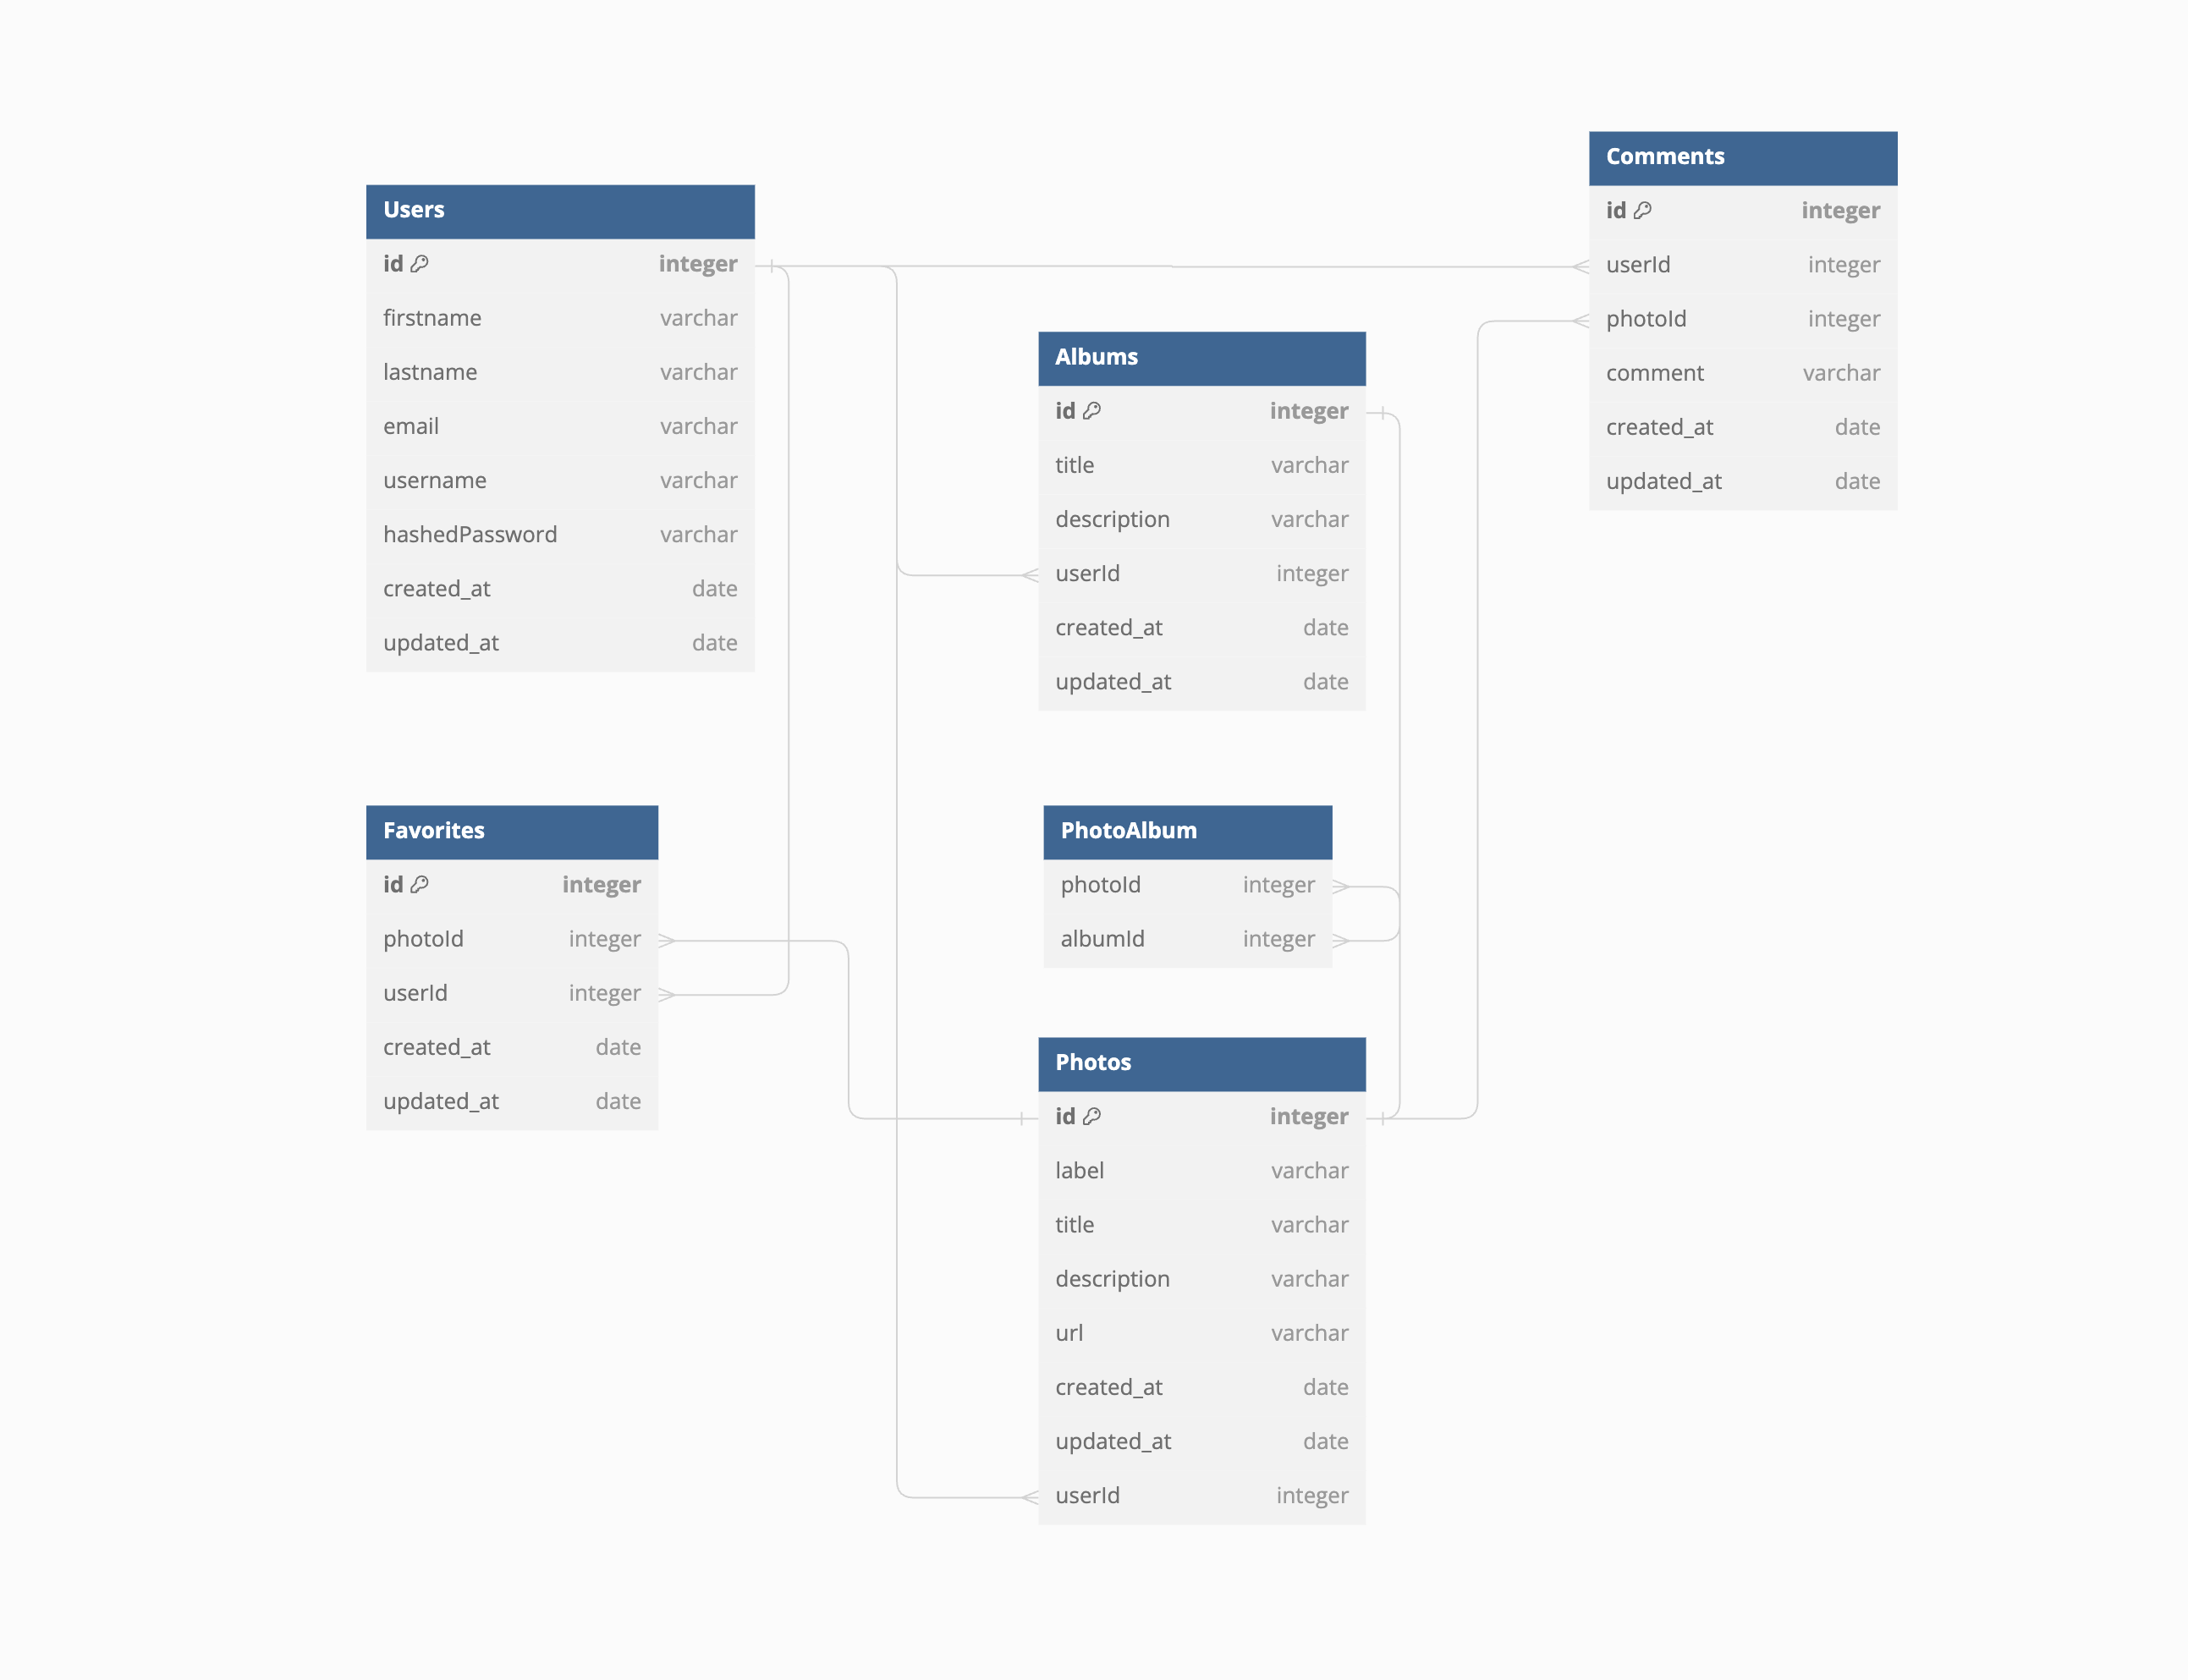 Users
id integer
firstname varchar
lastname varchar
email varchar
username varchar
hashedPassword varchar
created_at date
updated_at date
Favorites
id integer
photoId integer
userId integer
created_at date
updated_at date
Albums
id integer
title varchar
description varchar
userId integer
created_at date
updated_at date
PhotoAlbum
photoId integer
albumId integer
Photos
id integer
label varchar
title varchar
description varchar
url varchar
created_at date
updated_at date
userId integer
Comments
id integer
userId integer
photoId integer
comment varchar
created_at date
updated_at date